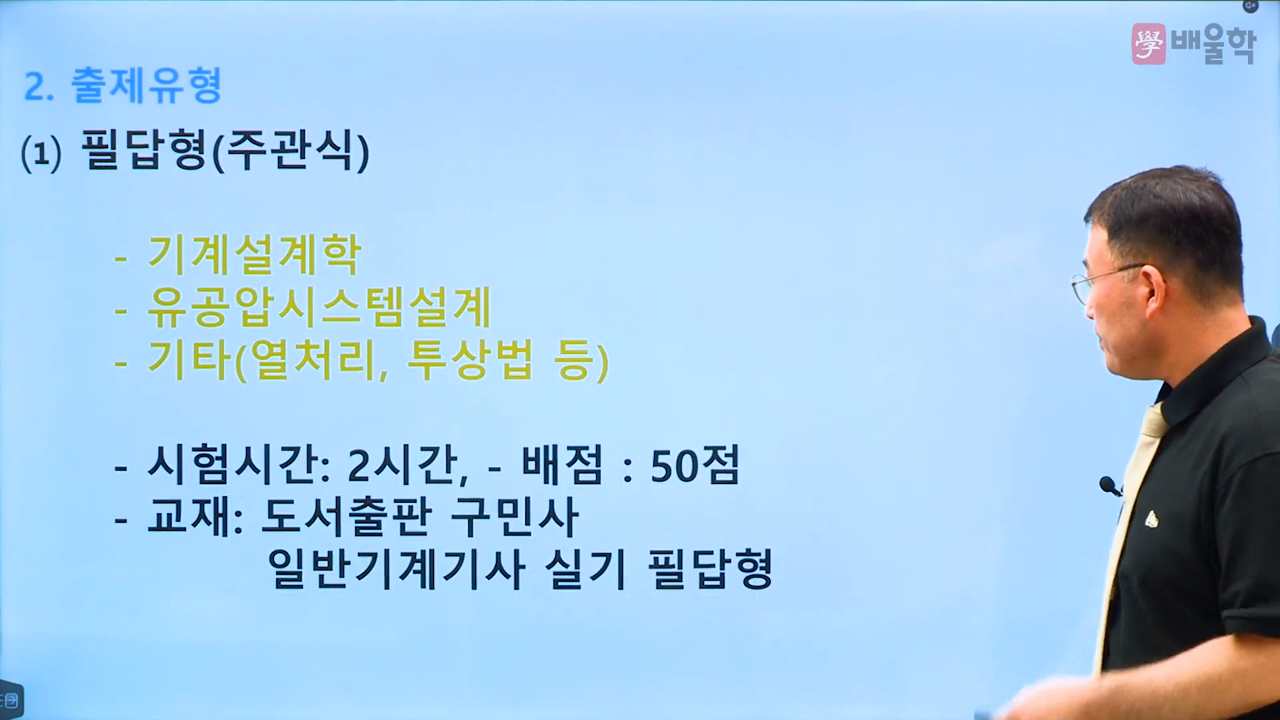 學 배울학
2. 출제유형
(1) 필답형(주관식)
- 기계설계학
- 유공압시스템설계
- 기타(열처리, 투상법 등)
- 시험시간: 2시간, - 배점 : 50점
- 교재: 도서출판 구민사
일반기계기사 실기 필답형